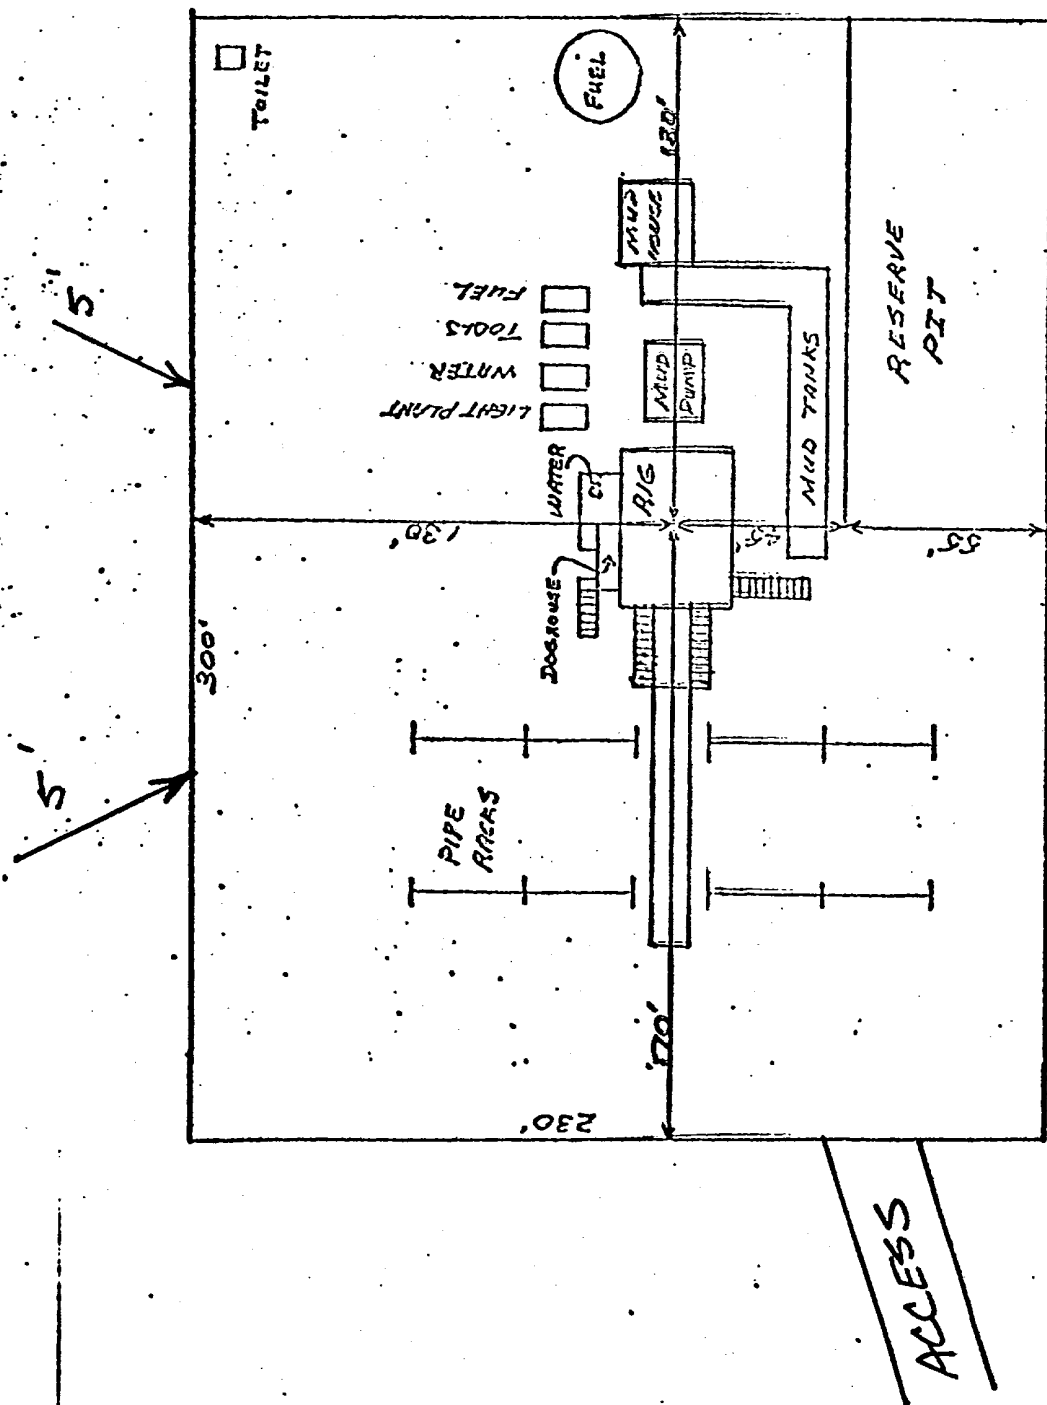 TOILET
FUEL
130'
MUD
HOUSE
5'
FUEL
TOOLS
WATER
LIGHT PLANT
MUD
PUMP
MUD TANKS
RESERVE
PIT
WATER
RIG
130'
45'
55'
DOGHOUSE
300'
5'
PIPE
RACKS
170'
230'
ACCESS